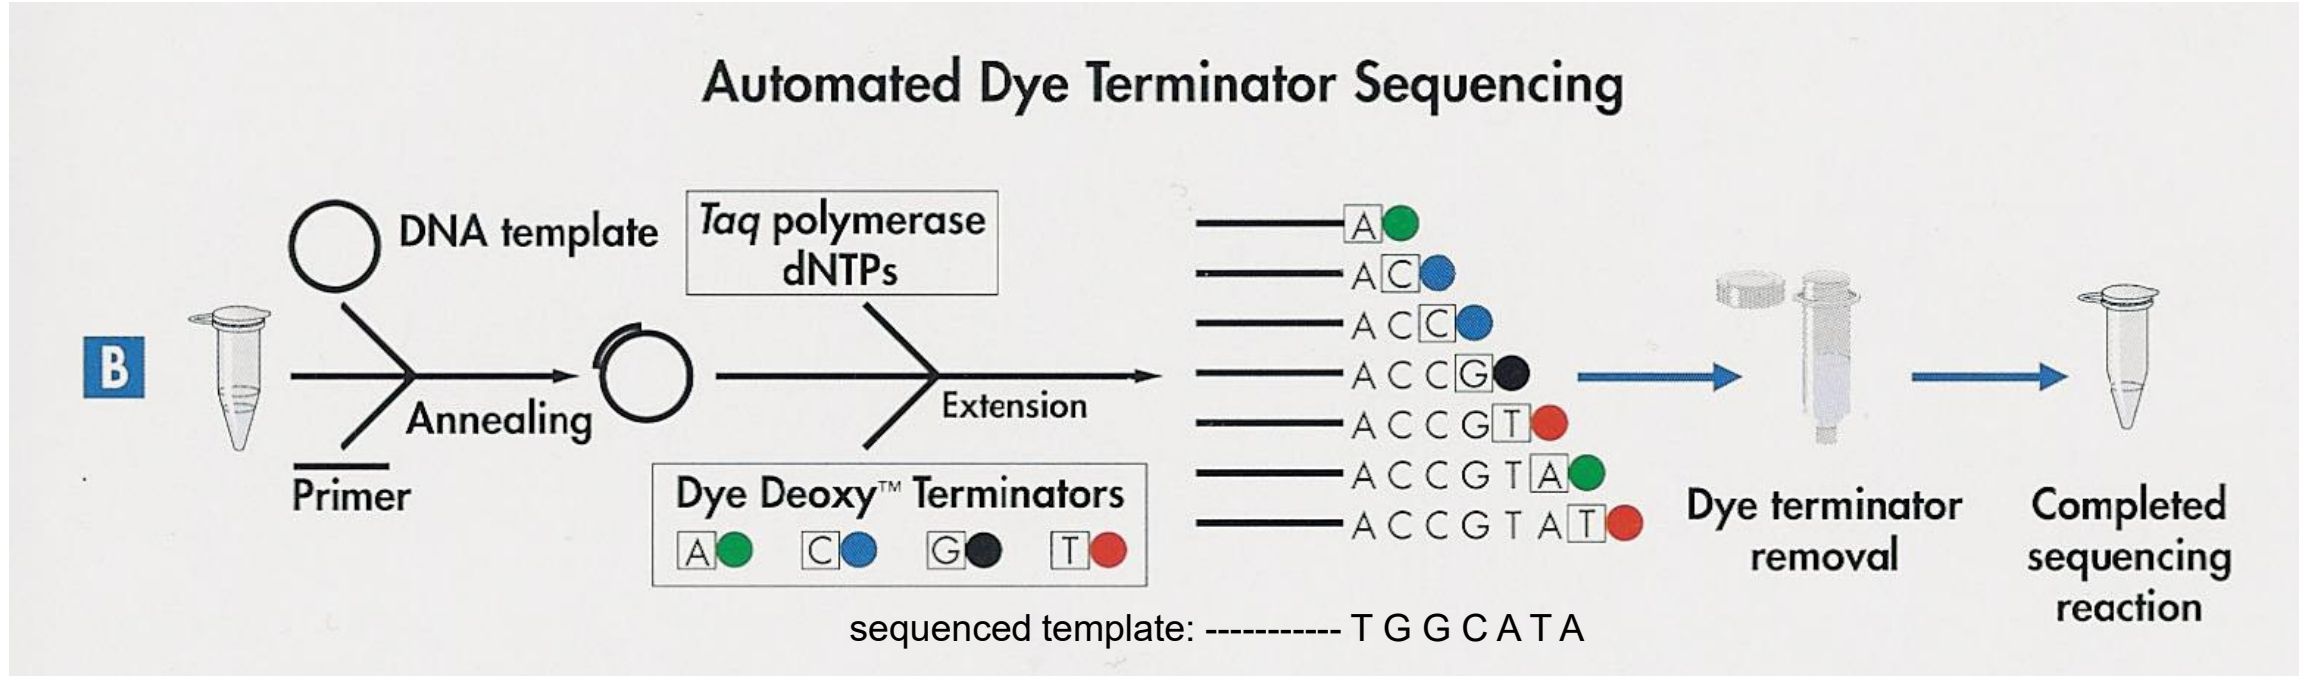 Automated Dye Terminator Sequencing
B
DNA template
Primer
Annealing
Taq polymerase
dNTPs
Extension
Dye Deoxy™ Terminators
A C G T
A
A C
A C C
A C C G
A C C G T
A C C G T A
A C C G T A T
Dye terminator
removal
Completed
sequencing
reaction
sequenced template: ----------- T G G C A T A